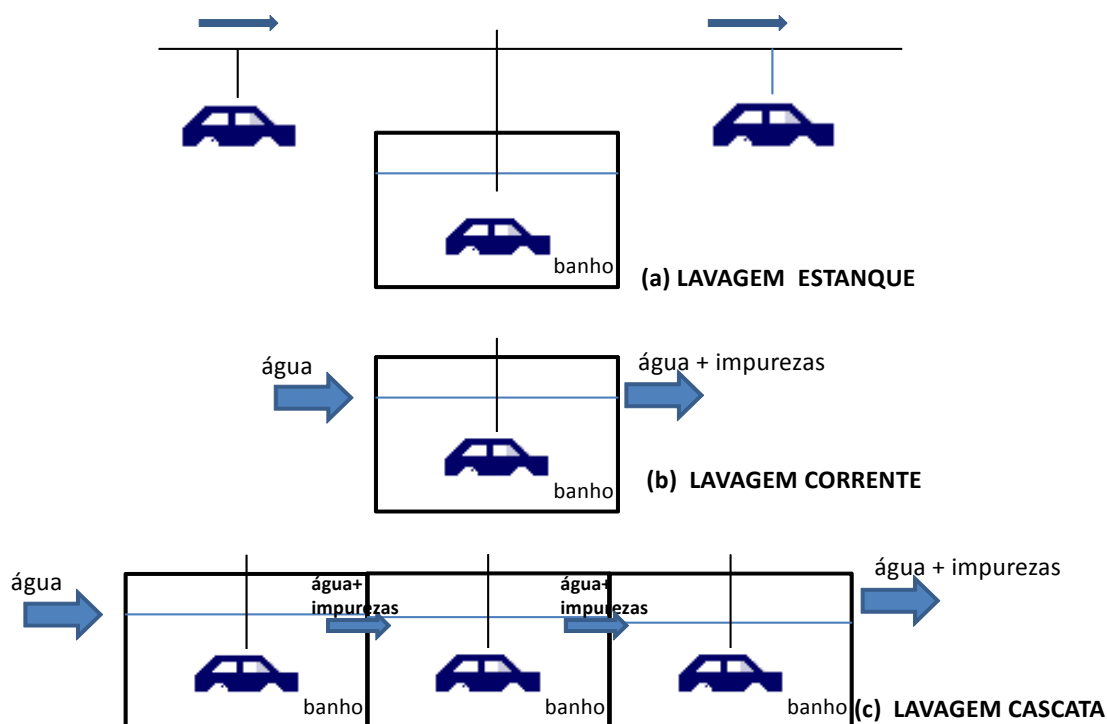 banho
(a) LAVAGEM ESTANQUE
água
água + impurezas
banho
(b) LAVAGEM CORRENTE
água
água+
impurezas
água+
impurezas
água + impurezas
banho
banho
banho
(c) LAVAGEM CASCATA